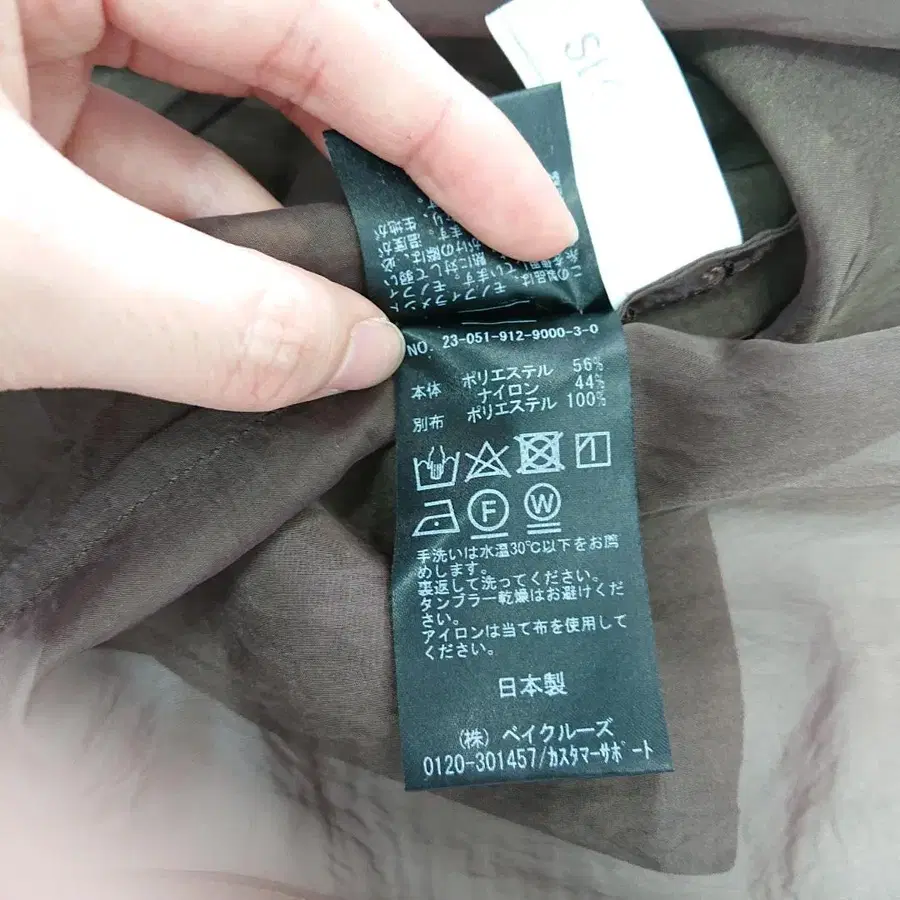 SI
NO. 23-051-912-9000-3-0
本体 ポリエステル 56%
ナイロン 44%
別布 ポリエステル 100%
F
W
手洗いは水温30℃以下をお薦
めします。
裏返して洗ってください。
タンブラー乾燥はお避けくだ
さい。
アイロンは当て布を使用して
ください。
日本製
(株) ベイクルーズ
0120-301457/カスタマーサポート